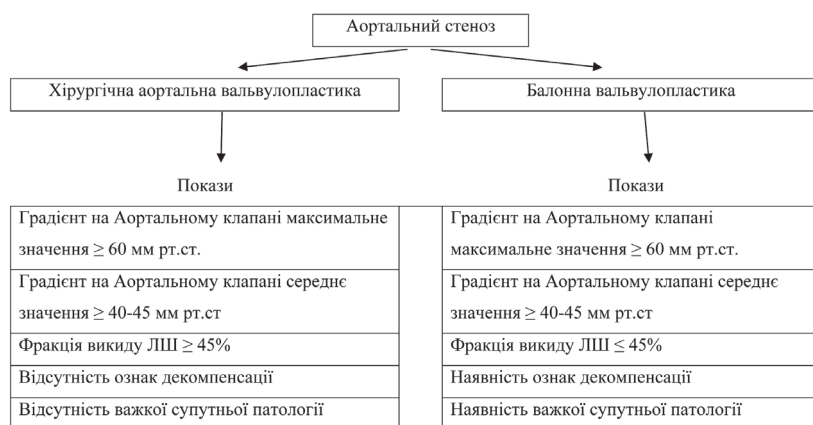 Аортальний стеноз
Хірургічна аортальна вальвулопластика
Балонна вальвулопластика
Покази
Покази
Градієнт на Аортальному клапані максимальне
значення ≥ 60 мм рт.ст.
Градієнт на Аортальному клапані середнє
значення ≥ 40-45 мм рт.ст
Фракція викиду ЛШ ≥ 45%
Відсутність ознак декомпенсації
Відсутність важкої супутньої патології
Градієнт на Аортальному клапані
максимальне значення ≥ 60 мм рт.ст.
Градієнт на Аортальному клапані середнє
значення ≥ 40-45 мм рт.ст
Фракція викиду ЛШ ≤ 45%
Наявність ознак декомпенсації
Наявність важкої супутньої патології